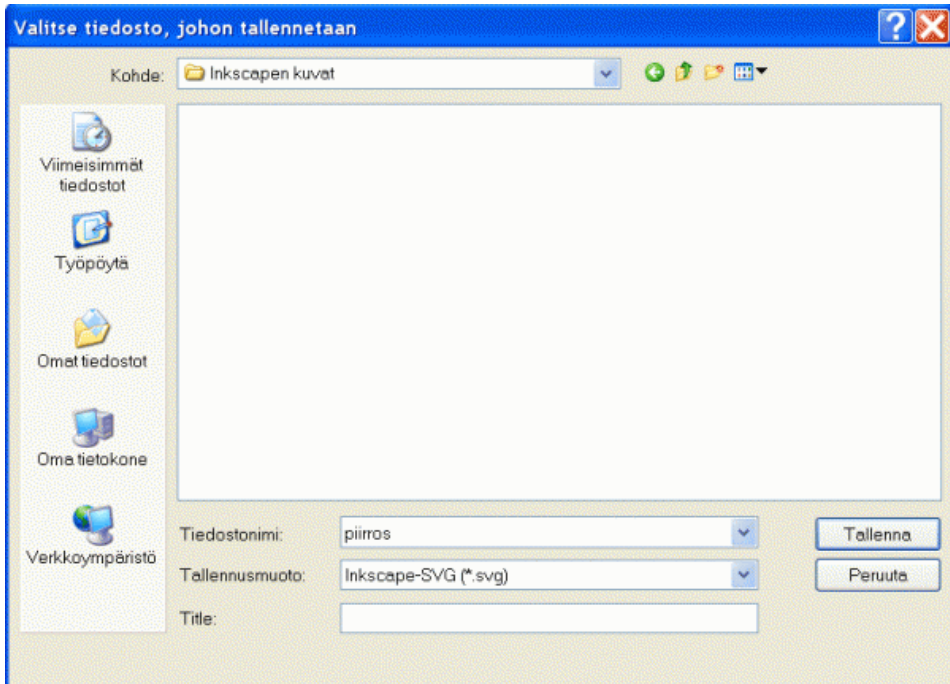 Valitse tiedosto, johon tallennetaan
Kohde: Inkscapen kuvat
Viimeisimmät
tiedostot
Työpöytä
Omat tiedostot
Oma tietokone
Verkkoympäristö
Tiedostonimi: piirros Tallenna
Tallennusmuoto: Inkscape-SVG (*.svg) Peruuta
Title: